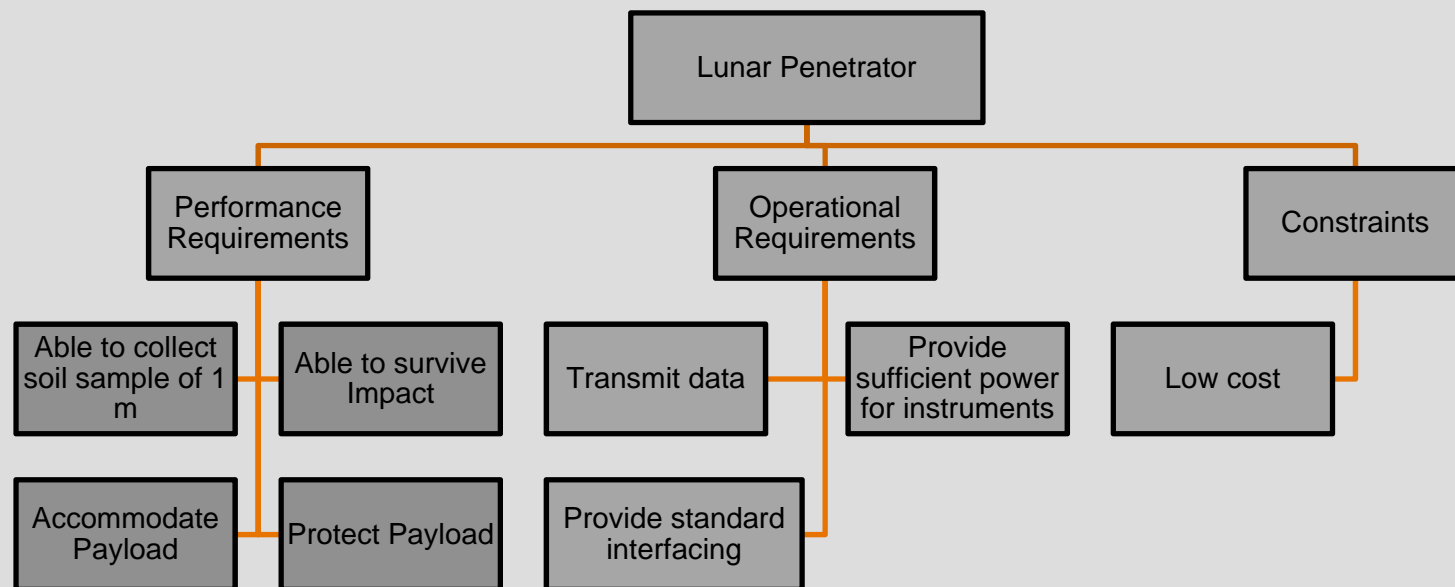 Lunar Penetrator
Performance
Requirements
Operational
Requirements
Constraints
Able to collect
soil sample of 1
m
Able to survive
Impact
Transmit data
Provide
sufficient power
for instruments
Low cost
Accommodate
Payload
Protect Payload
Provide standard
interfacing